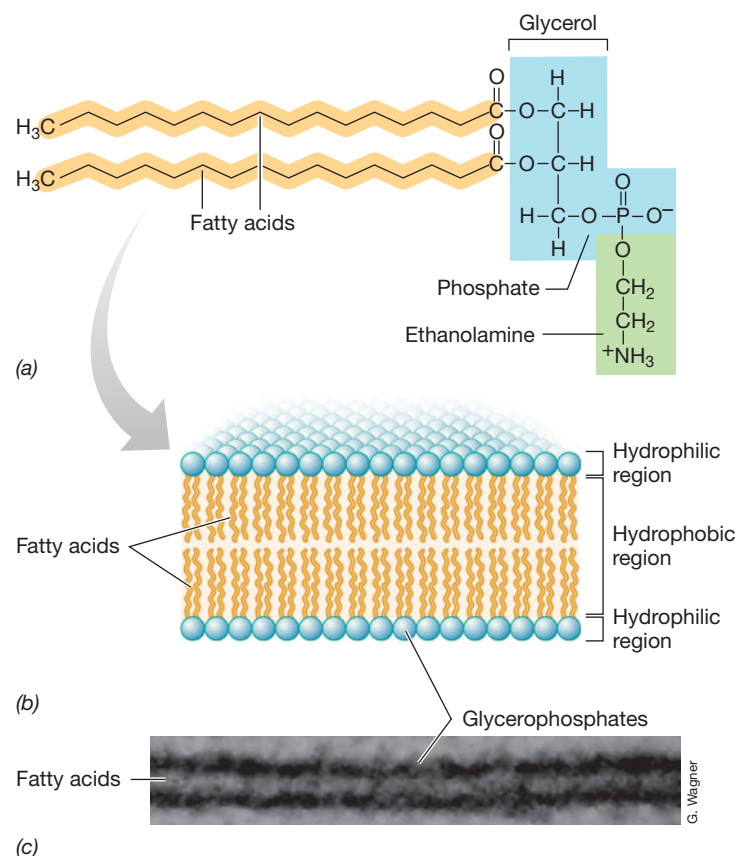 Glycerol
O
H
H₃C
C–O–C–H
O
H₃C
C–O–C–H
O
Fatty acids
H–C–O–P–O⁻
H
O
Phosphate
CH₂
CH₂
Ethanolamine
⁺NH₃
(a)
Hydrophilic
region
Fatty acids
Hydrophobic
region
Hydrophilic
region
(b)
Glycerophosphates
Fatty acids
G. Wagner
(c)